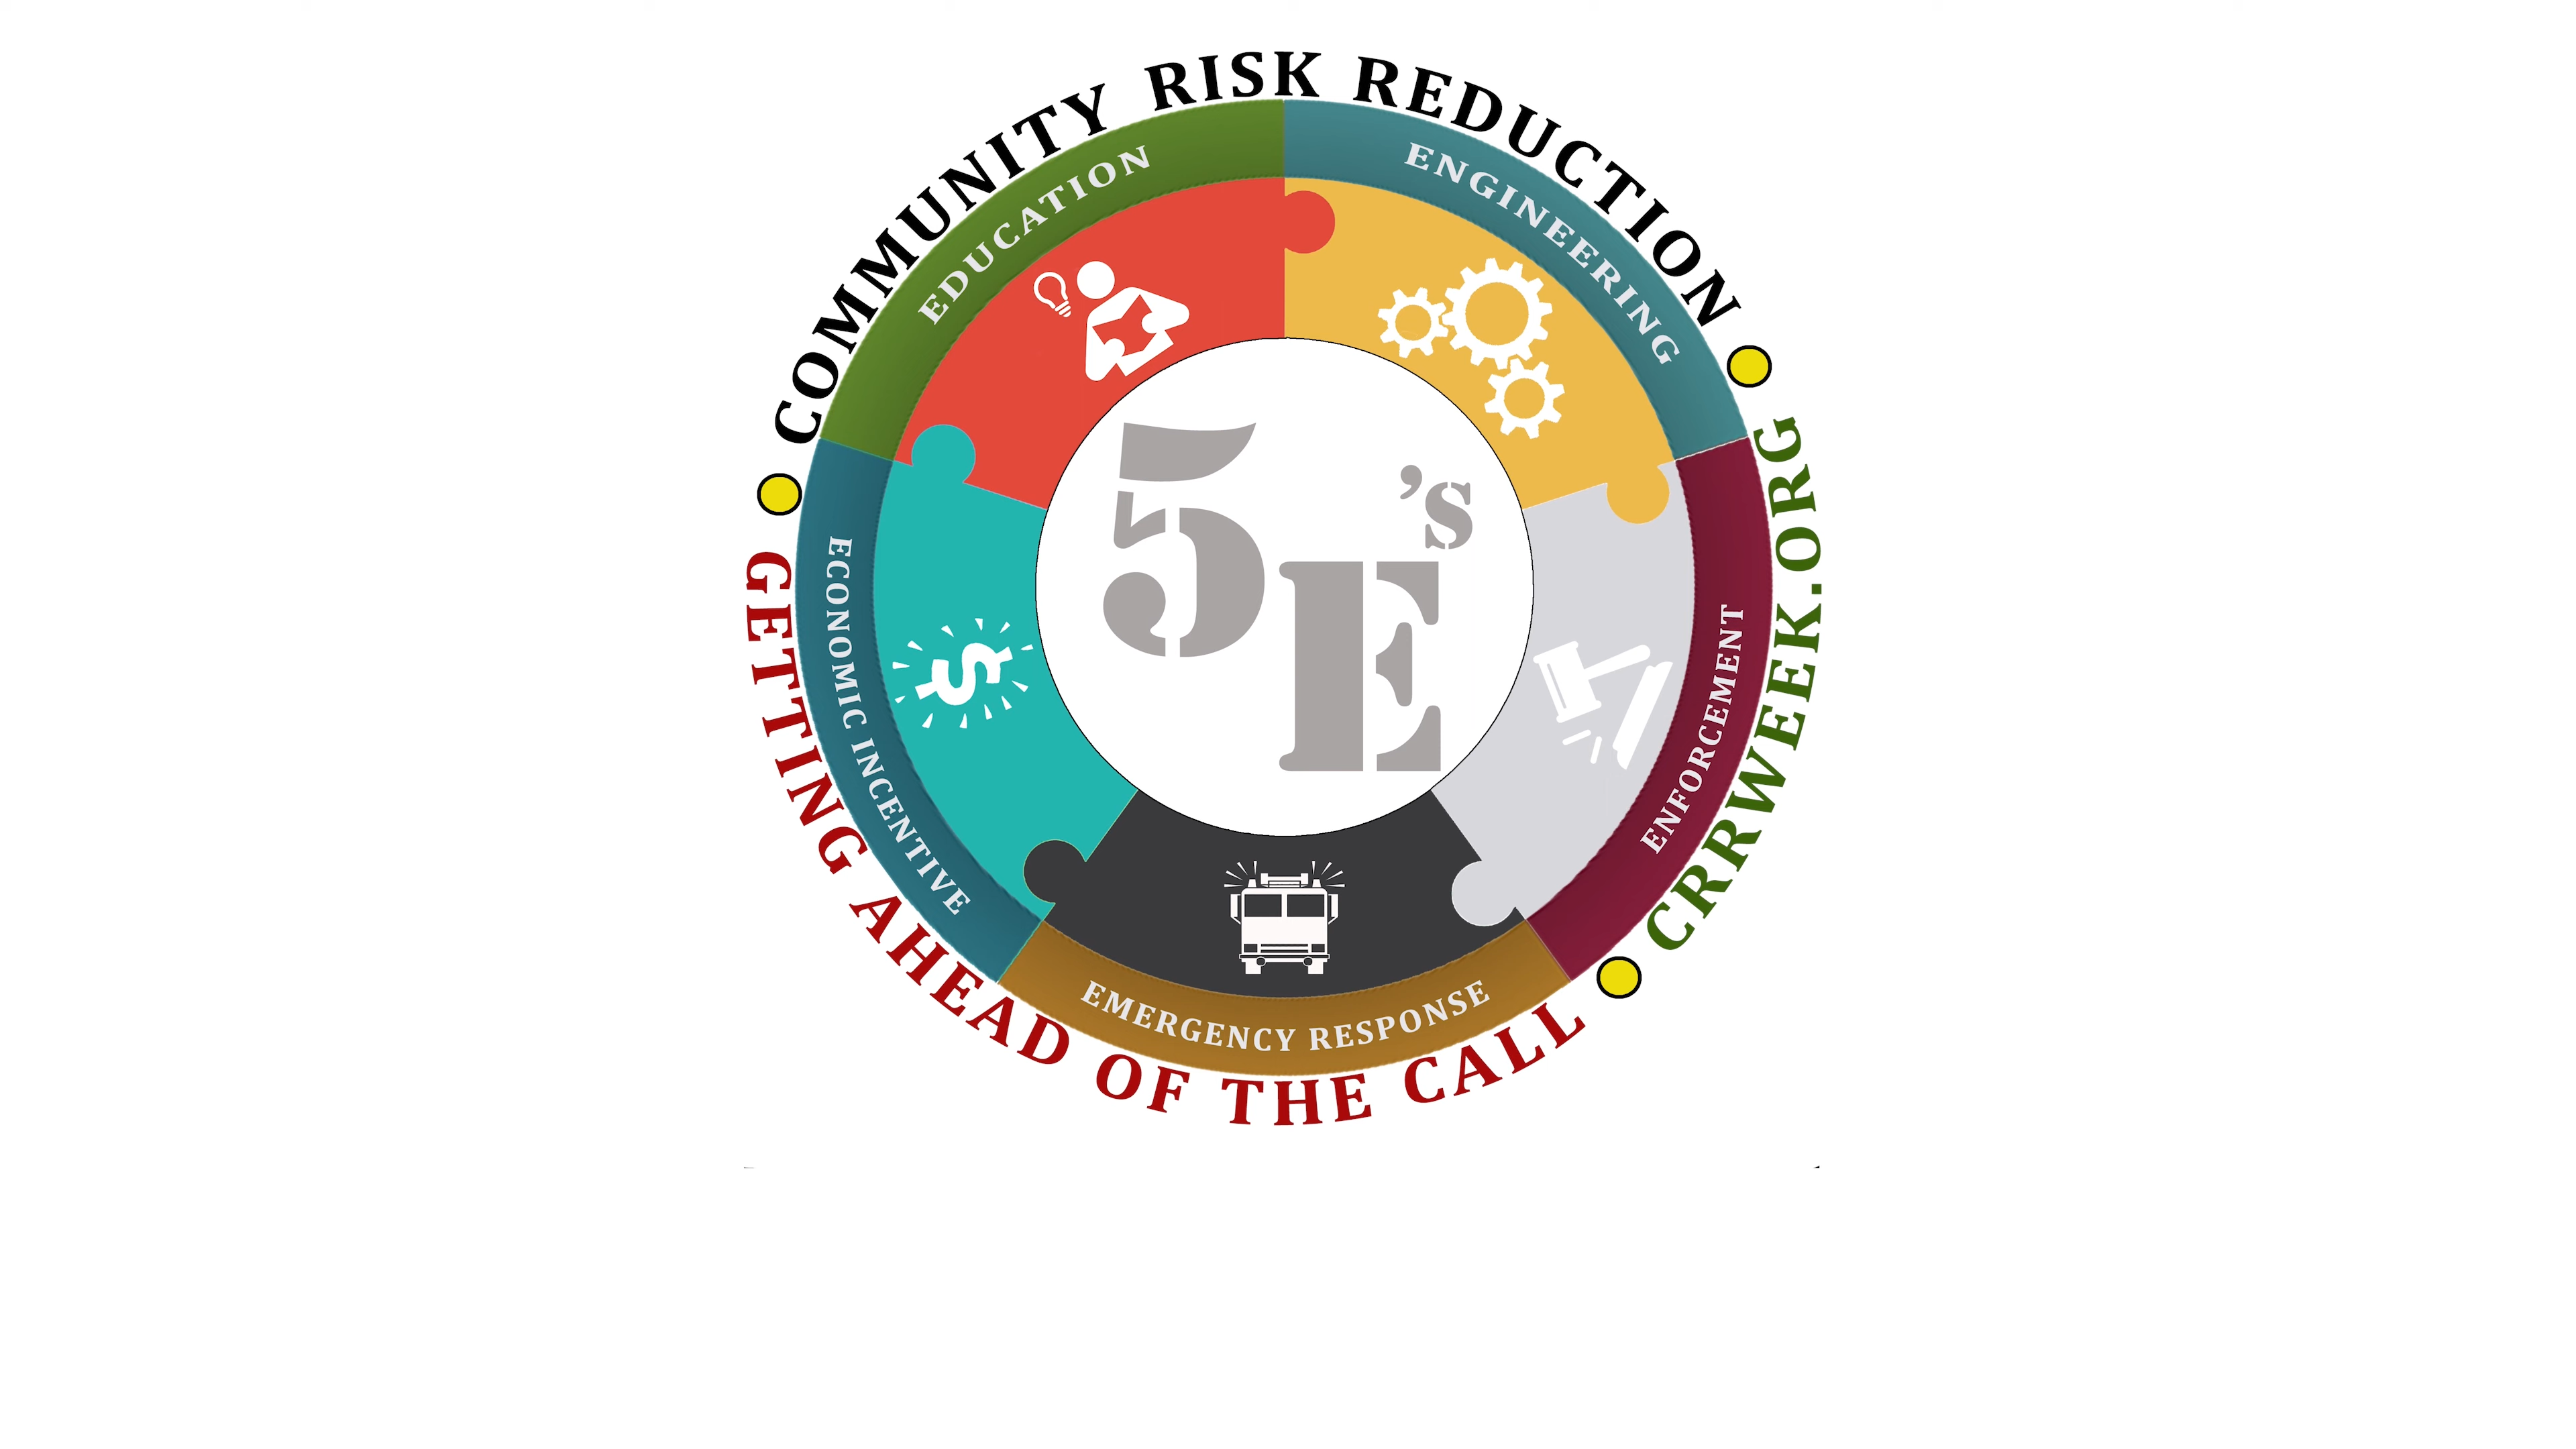 COMMUNITY RISK REDUCTION
CRRWEEK.ORG
GETTING AHEAD OF THE CALL
EDUCATION
ENGINEERING
ENFORCEMENT
EMERGENCY RESPONSE
ECONOMIC INCENTIVE
5 E's
$